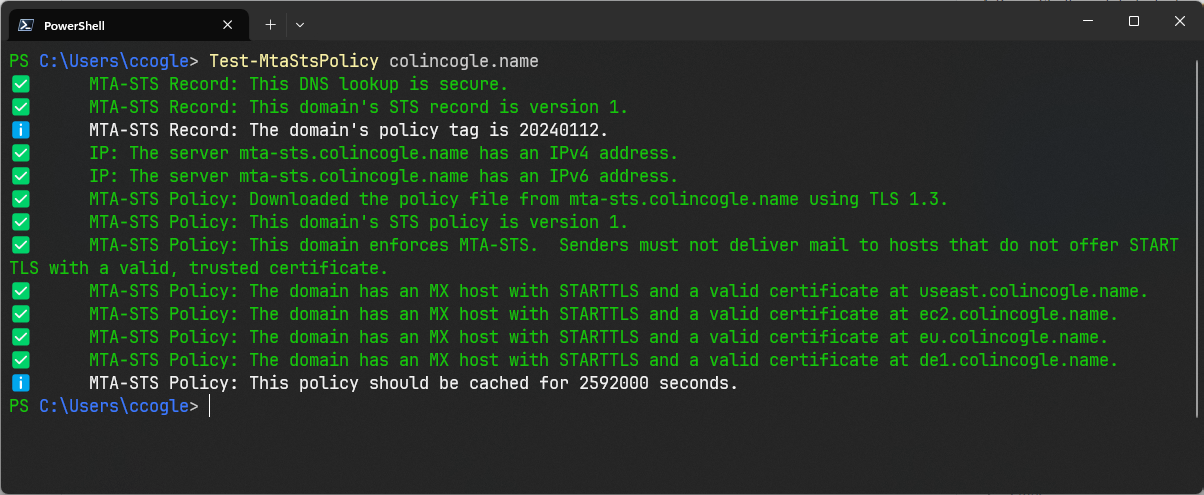 PowerShell
PS C:\Users\ccogle> Test-MtaStsPolicy colincogle.name
✅ MTA-STS Record: This DNS lookup is secure.
✅ MTA-STS Record: This domain's STS record is version 1.
ℹ️ MTA-STS Record: The domain's policy tag is 20240112.
✅ IP: The server mta-sts.colincogle.name has an IPv4 address.
✅ IP: The server mta-sts.colincogle.name has an IPv6 address.
✅ MTA-STS Policy: Downloaded the policy file from mta-sts.colincogle.name using TLS 1.3.
✅ MTA-STS Policy: This domain's STS policy is version 1.
✅ MTA-STS Policy: This domain enforces MTA-STS.  Senders must not deliver mail to hosts that do not offer START
TLS with a valid, trusted certificate.
✅ MTA-STS Policy: The domain has an MX host with STARTTLS and a valid certificate at useast.colincogle.name.
✅ MTA-STS Policy: The domain has an MX host with STARTTLS and a valid certificate at ec2.colincogle.name.
✅ MTA-STS Policy: The domain has an MX host with STARTTLS and a valid certificate at eu.colincogle.name.
✅ MTA-STS Policy: The domain has an MX host with STARTTLS and a valid certificate at de1.colincogle.name.
ℹ️ MTA-STS Policy: This policy should be cached for 2592000 seconds.
PS C:\Users\ccogle>